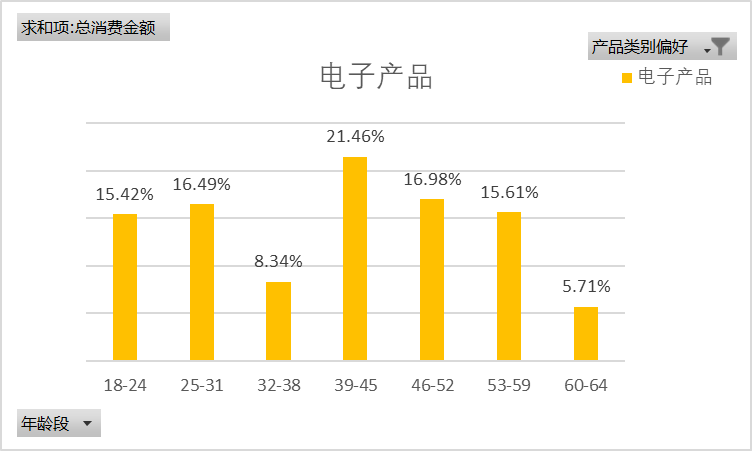 求和项:总消费金额
产品类别偏好
电子产品
电子产品
21.46%
15.42%
16.49%
16.98%
15.61%
8.34%
5.71%
18-24 25-31 32-38 39-45 46-52 53-59 60-64
年龄段